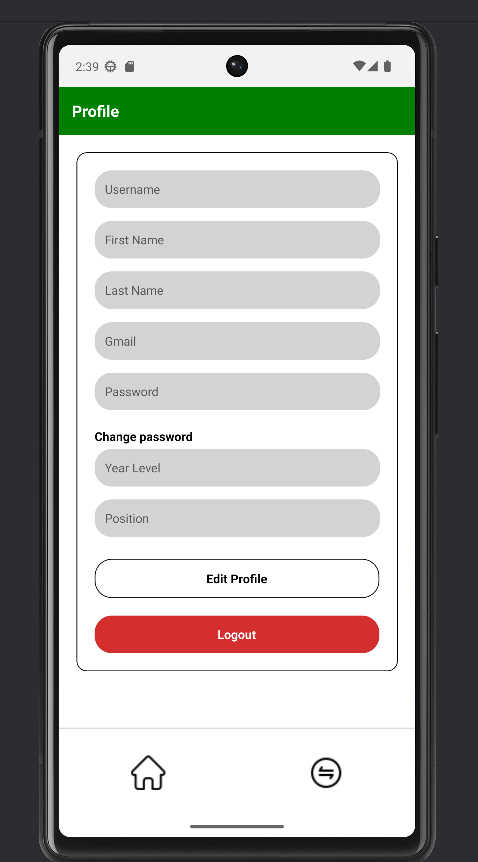 2:39
Profile
Username
First Name
Last Name
Gmail
Password
Change password
Year Level
Position
Edit Profile
Logout